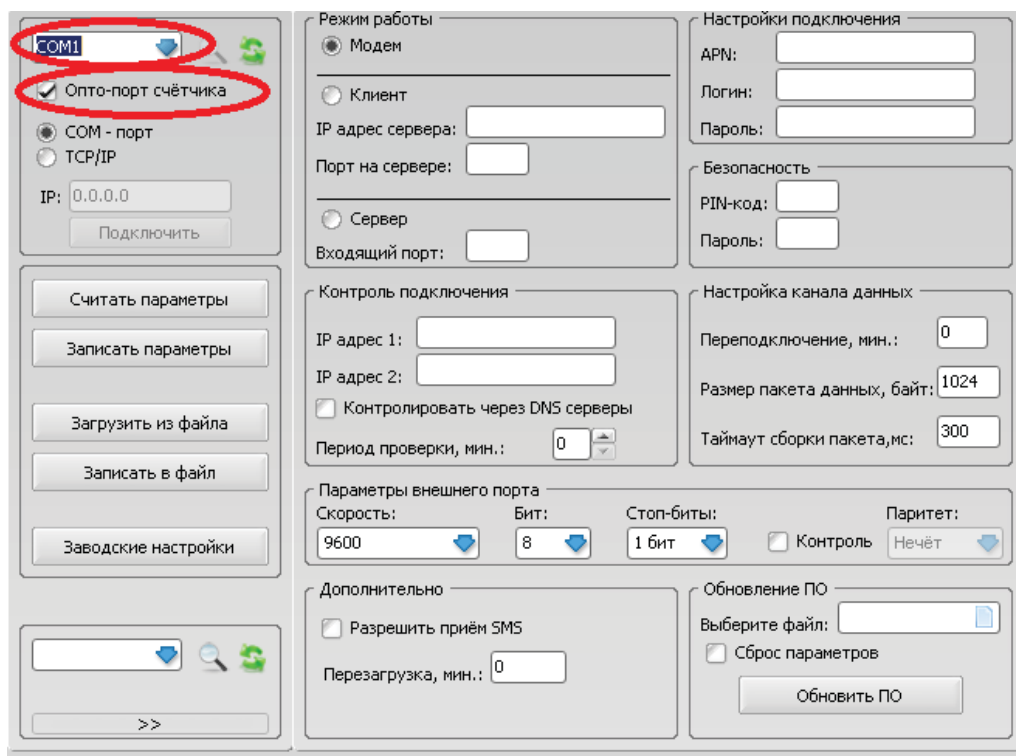 COM1
Опто-порт счётчика
COM - порт
TCP/IP
IP: 0.0.0.0
Подключить
Считать параметры
Записать параметры
Загрузить из файла
Записать в файл
Заводские настройки
>>
Режим работы
Модем
Клиент
IP адрес сервера:
Порт на сервере:
Сервер
Входящий порт:
Настройки подключения
APN:
Логин:
Пароль:
Безопасность
PIN-код:
Пароль:
Контроль подключения
IP адрес 1:
IP адрес 2:
Контролировать через DNS серверы
Период проверки, мин.: 0
Настройка канала данных
Переподключение, мин.: 0
Размер пакета данных, байт: 1024
Таймаут сборки пакета,мс: 300
Параметры внешнего порта
Скорость: Бит: Стоп-биты: Паритет:
9600 8 1 бит Контроль Нечёт
Дополнительно
Разрешить приём SMS
Перезагрузка, мин.: 0
Обновление ПО
Выберите файл:
Сброс параметров
Обновить ПО